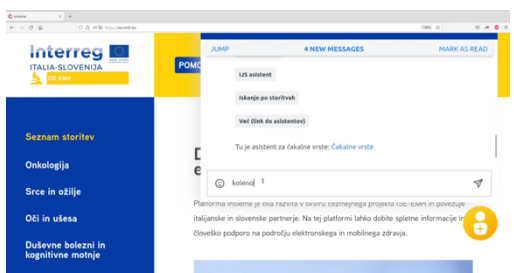 Interreg
ITALIA-SLOVENIJA
ISE-EMH
POMO
Seznam storitev
Onkologija
Srce in ožilje
Oči in ušesa
Duševne bolezni in
kognitivne motnje
JUMP
4 NEW MESSAGES
MARK AS READ
IJS asistent
Iskanje po storitvah
Več (link do asistentov)
Tu je asistent za čakalne vrste: Čakalne vrste
koleno
Platforma Insieme je bila razvita v okviru čezmejnega projekta ISE-EMH in povezuje
italijanske in slovenske partnerje. Na tej platformi lahko dobite spletne informacije in
človeško podporo na področju elektronskega in mobilnega zdravja.